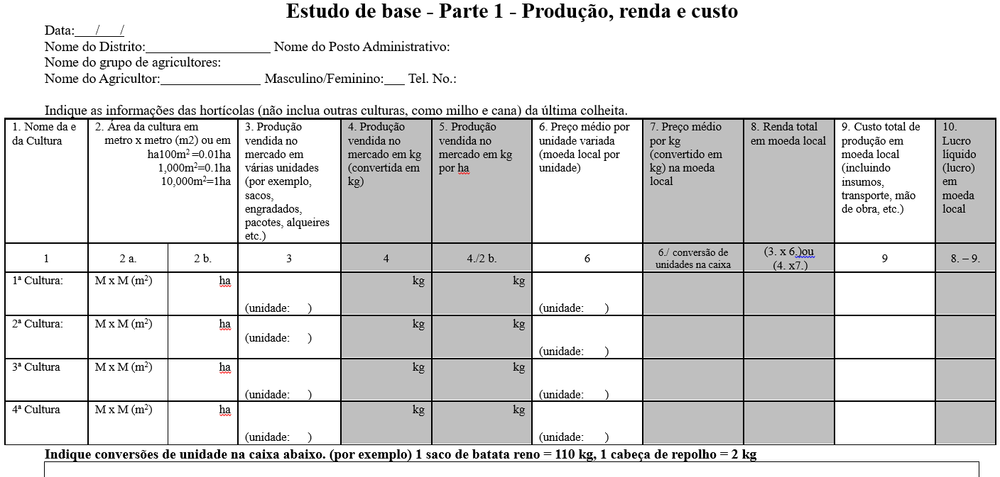 Estudo de base - Parte 1 - Produção, renda e custo
Data:___/___/
Nome do Distrito:___________________ Nome do Posto Administrativo:
Nome do grupo de agricultores:
Nome do Agricultor:_______________ Masculino/Feminino:___ Tel. No.:
Indique as informações das hortícolas (não inclua outras culturas, como milho e cana) da última colheita.
1. Nome da e
da Cultura
2. Área da cultura em
metro x metro (m2) ou em
ha100m²=0.01ha
1,000m²=0.1ha
10,000m²=1ha
3. Produção
vendida no
mercado em
várias unidades
(por exemplo,
sacos,
engradados,
pacotes, alqueires
etc.)
4. Produção
vendida no
mercado em kg
(convertida em
kg)
5. Produção
vendida no
mercado em kg
por ha
6. Preço médio por
unidade variada
(moeda local por
unidade)
7. Preço médio
por kg
(convertido em
kg) na moeda
local
8. Renda total
em moeda local
9. Custo total de
produção em
moeda local
(incluindo
insumos,
transporte, mão
de obra, etc.)
10.
Lucro
líquido
(lucro)
em
moeda
local
1
2 a.
2 b.
3
4
4./2 b.
6
6./ conversão de
unidades na caixa
(3. x 6.)ou
(4. x7.)
9
8. – 9.
1ª Cultura:
M x M (m²)
ha
(unidade: )
kg
kg
(unidade: )
2ª Cultura:
M x M (m²)
ha
(unidade: )
kg
kg
(unidade: )
3ª Cultura
M x M (m²)
ha
(unidade: )
kg
kg
(unidade: )
4ª Cultura
M x M (m²)
ha
(unidade: )
kg
kg
(unidade: )
Indique conversões de unidade na caixa abaixo. (por exemplo) 1 saco de batata reno = 110 kg, 1 cabeça de repolho = 2 kg